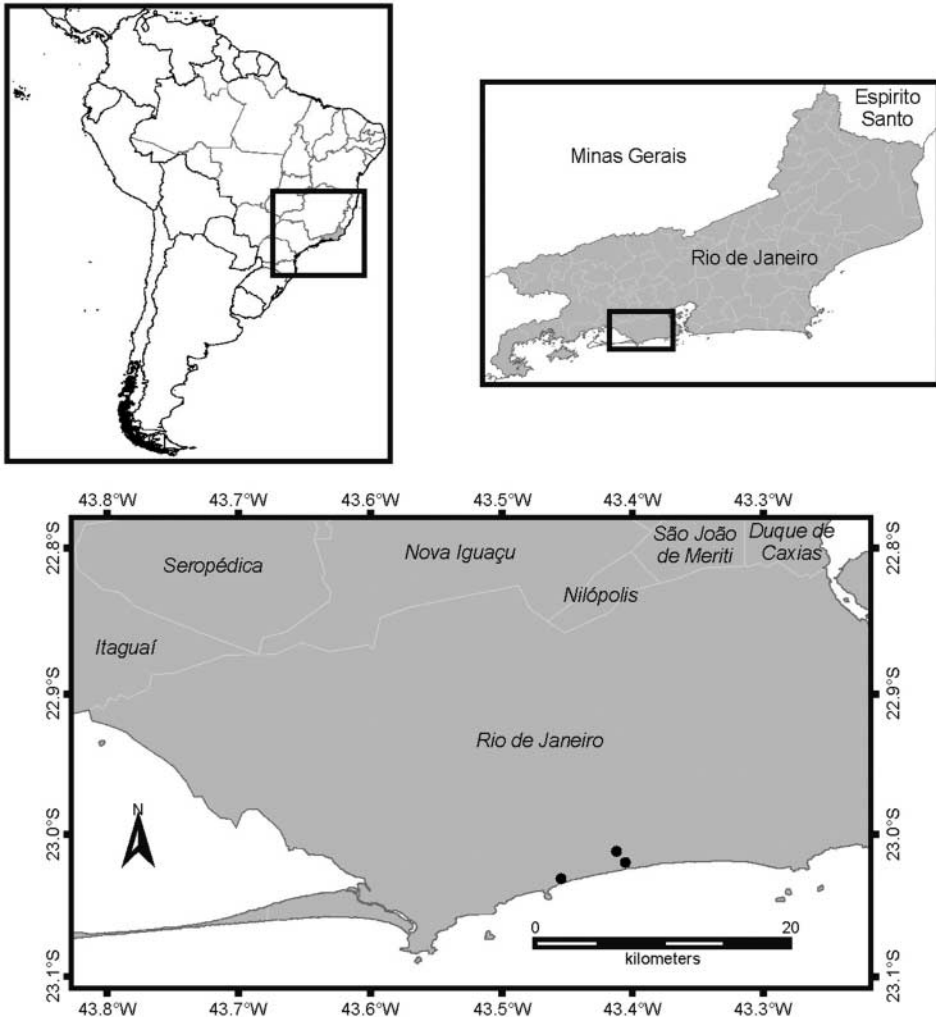 Espirito
Santo
Minas Gerais
Rio de Janeiro
43.8°W 43.7°W 43.6°W 43.5°W 43.4°W 43.3°W
22.8°S
22.8°S
Seropédica
Nova Iguaçu
São João
de Meriti
Duque de
Caxias
Nilópolis
Itaguaí
22.9°S
22.9°S
Rio de Janeiro
N
23.0°S
23.0°S
0 20
kilometers
23.1°S
23.1°S
43.8°W 43.7°W 43.6°W 43.5°W 43.4°W 43.3°W